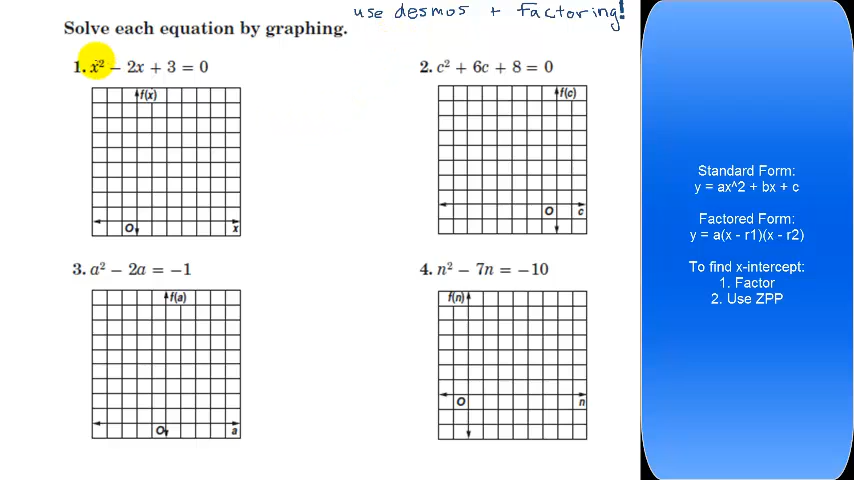 use desmos + factoring!
Solve each equation by graphing.
1. x² − 2x + 3 = 0
2. c² + 6c + 8 = 0
f(x)
f(c)
O
x
O
c
3. a² − 2a = −1
4. n² − 7n = −10
f(a)
f(n)
O
a
O
n
Standard Form:
y = ax^2 + bx + c
Factored Form:
y = a(x - r1)(x - r2)
To find x-intercept:
1. Factor
2. Use ZPP